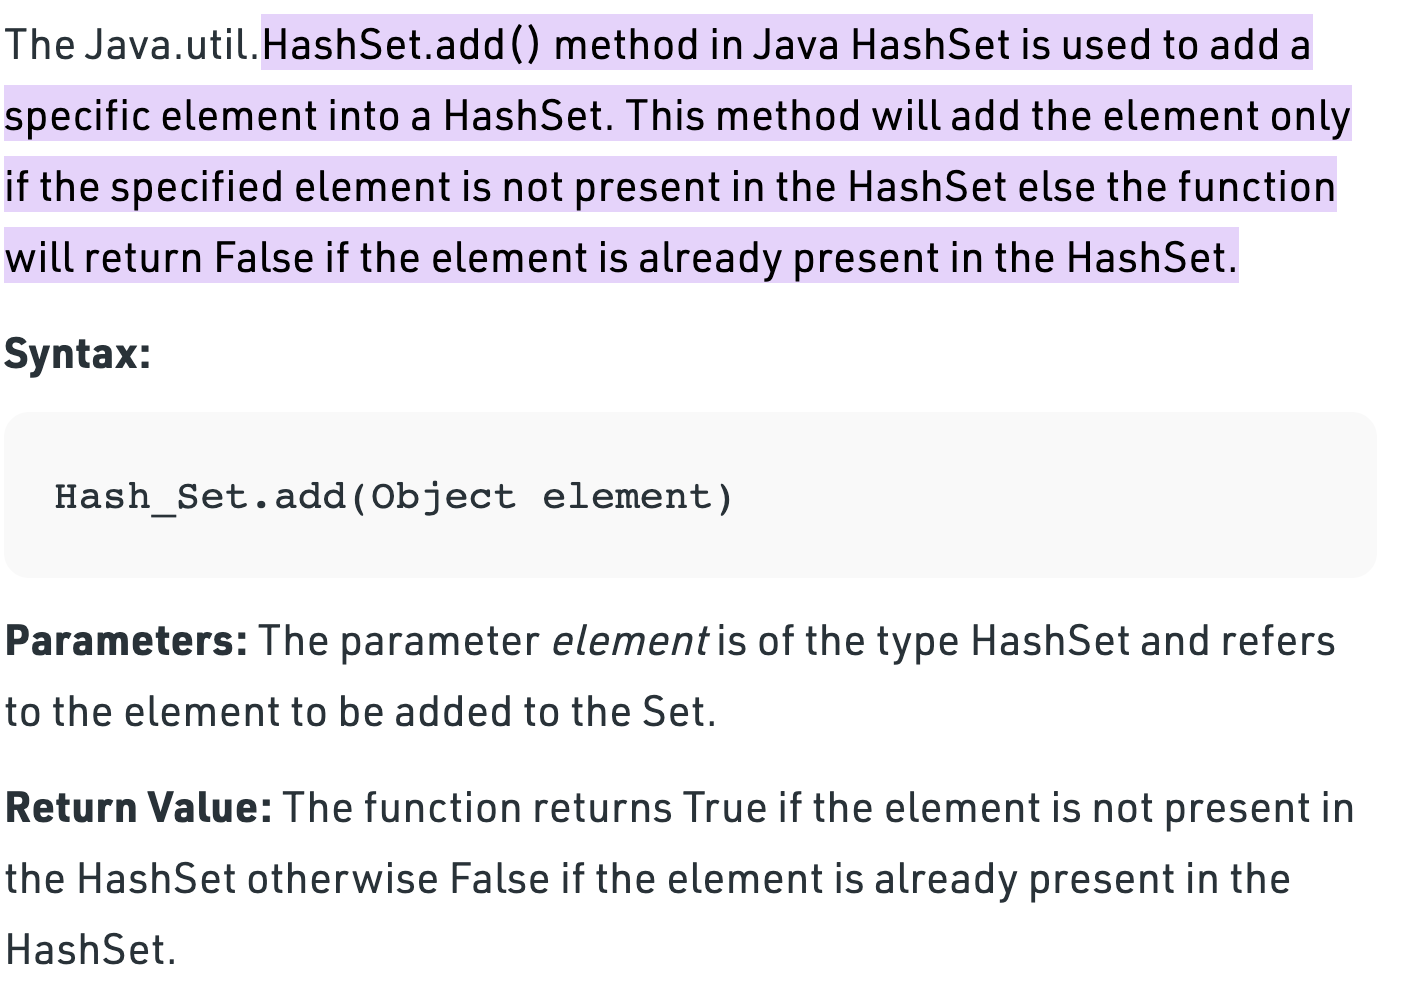 The Java.util.HashSet.add() method in Java HashSet is used to add a
specific element into a HashSet. This method will add the element only
if the specified element is not present in the HashSet else the function
will return False if the element is already present in the HashSet.
Syntax:
Hash_Set.add(Object element)
Parameters: The parameter element is of the type HashSet and refers
to the element to be added to the Set.
Return Value: The function returns True if the element is not present in
the HashSet otherwise False if the element is already present in the
HashSet.